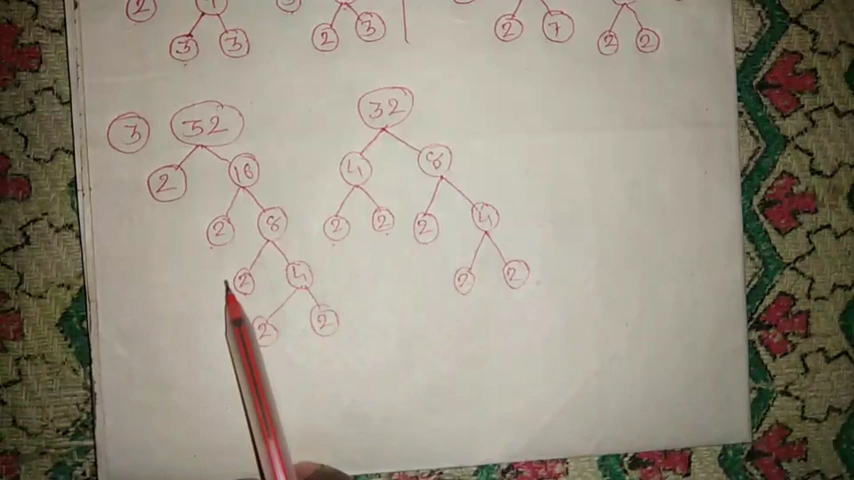 2 3 3 2 3 2 7 2 2
3 32 32
2 16 4 8
2 8 2 2 2 4
2 4 2 2
2 2